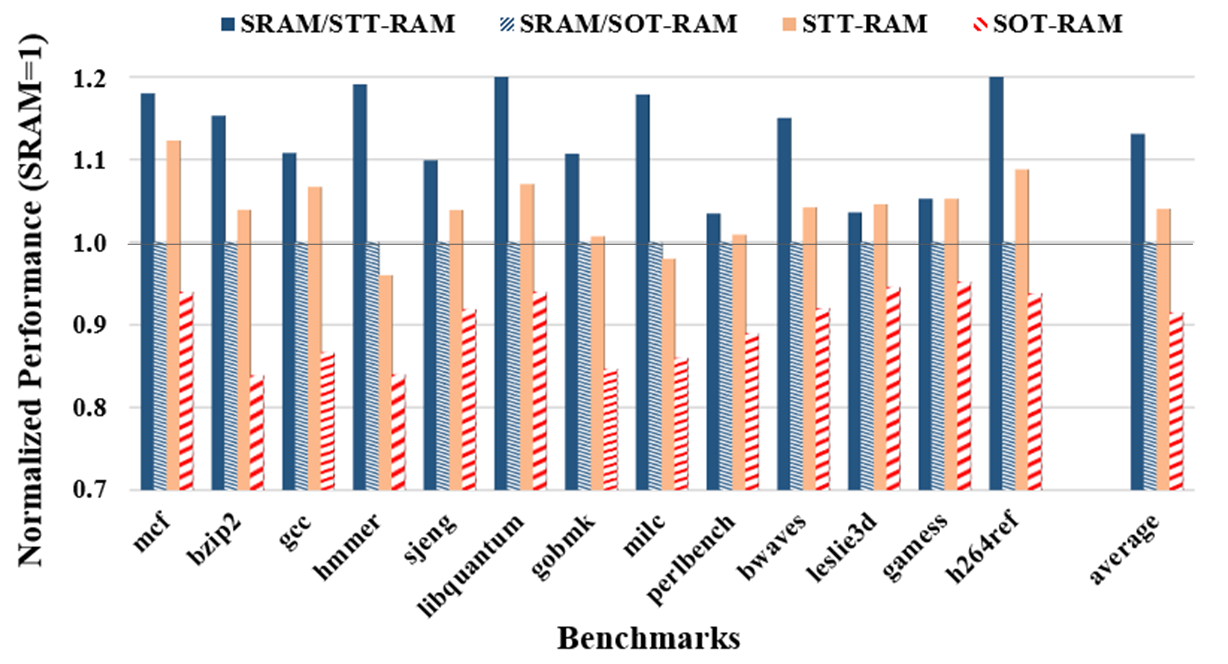 SRAM/STT-RAM SRAM/SOT-RAM STT-RAM SOT-RAM
Normalized Performance (SRAM=1)
1.2
1.1
1.0
0.9
0.8
0.7
mcf
bzip2
gcc
hmmer
sjeng
libquantum
gobmk
milc
perlbench
bwaves
leslie3d
gamess
h264ref
average
Benchmarks